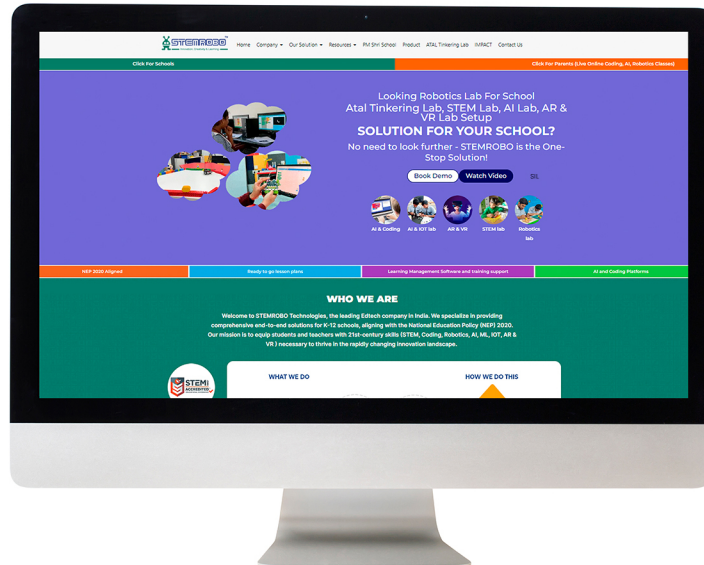 STEMROBO
Home Company Our Solution Resources PM Shri School Product ATAL Tinkering Lab IMPACT Contact Us
Click For Schools
Click For Parents (Live Online Coding, AI, Robotics Classes)
Looking Robotics Lab For School
Atal Tinkering Lab, STEM Lab, AI Lab, AR &
VR Lab Setup
SOLUTION FOR YOUR SCHOOL?
No need to look further - STEMROBO is the One-
Stop Solution!
Book Demo Watch Video
AI & Coding AI & IOT lab AR & VR STEM lab Robotics
lab
NEP 2020 Aligned
Ready to go lesson plans
Learning Management Software and training support
AI and Coding Platforms
WHO WE ARE
Welcome to STEMROBO Technologies, the leading Edtech company in India. We specialize in providing
comprehensive end-to-end solutions for K-12 schools, aligning with the National Education Policy (NEP) 2020.
Our mission is to equip students and teachers with 21st-century skills (STEM, Coding, Robotics, AI, ML, IOT, AR &
VR ) necessary to thrive in the rapidly changing innovation landscape.
WHAT WE DO
HOW WE DO THIS
ACCREDITED